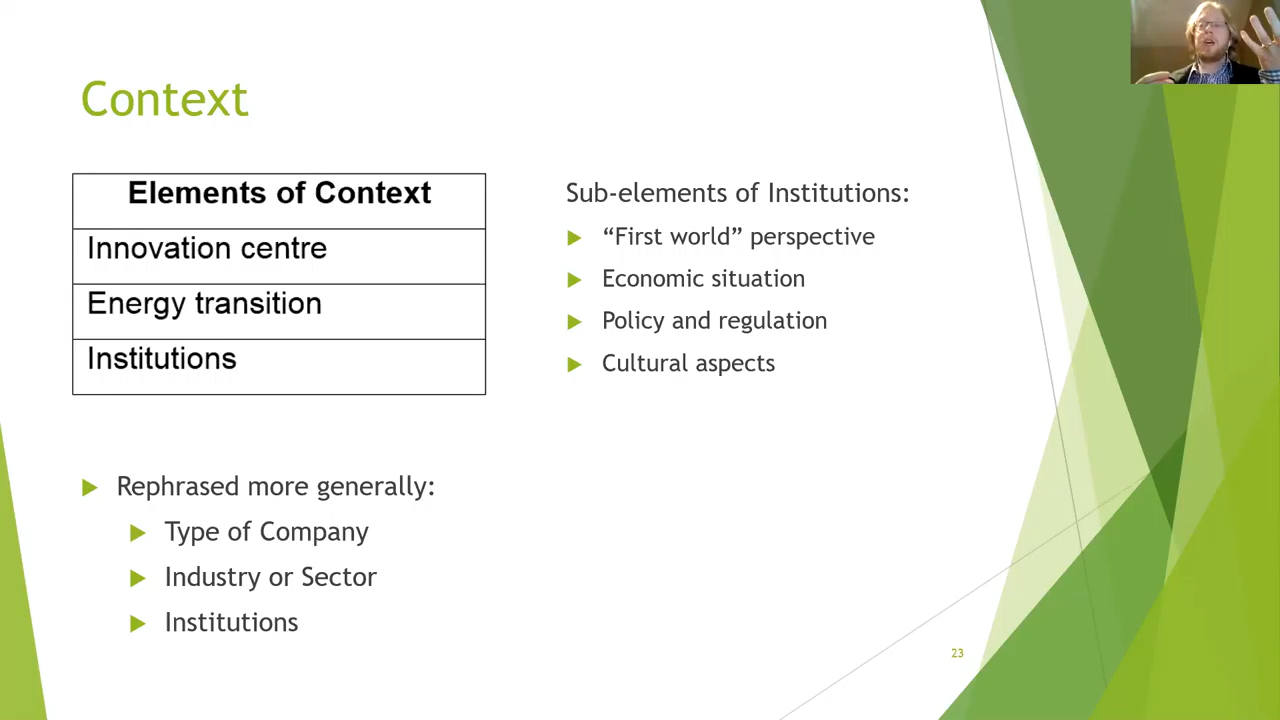 Context
Elements of Context
Innovation centre
Energy transition
Institutions
Sub-elements of Institutions:
“First world” perspective
Economic situation
Policy and regulation
Cultural aspects
Rephrased more generally:
Type of Company
Industry or Sector
Institutions
23